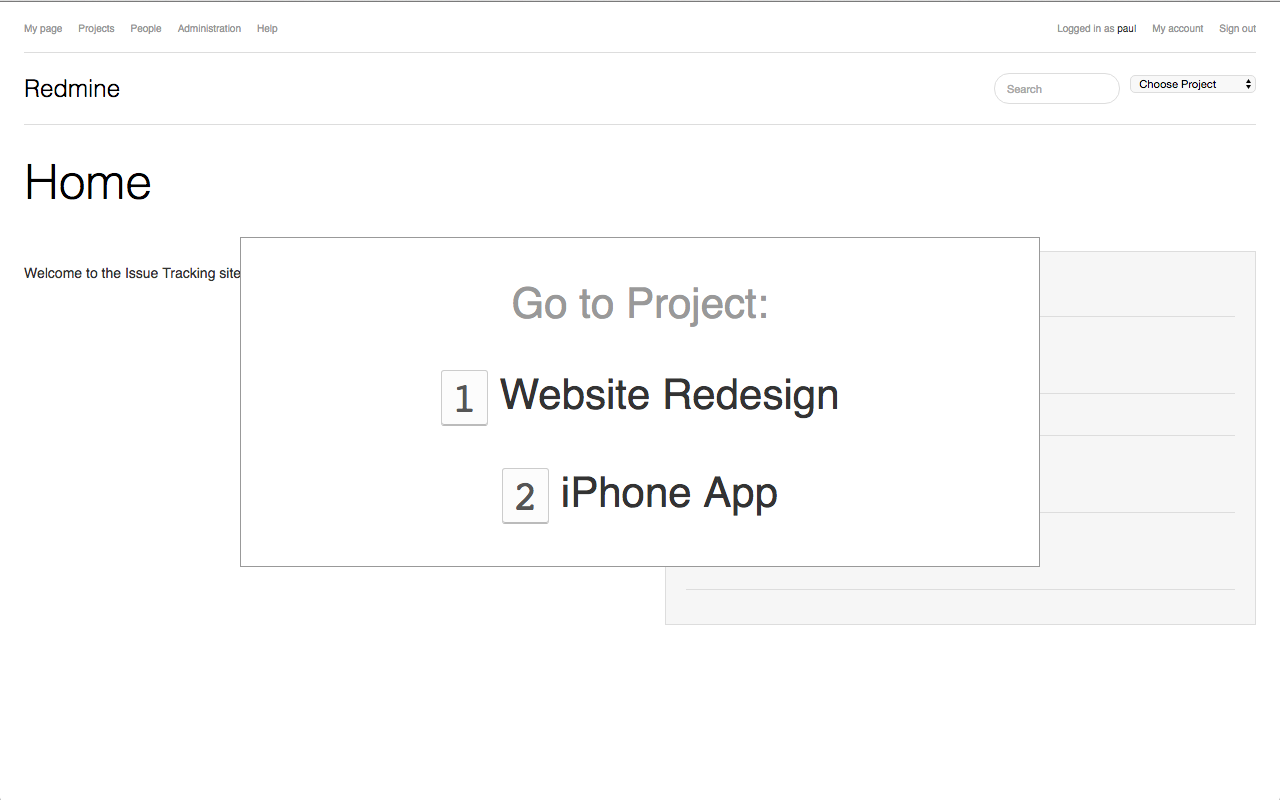 My page Projects People Administration Help Logged in as paul My account Sign out
Redmine Search Choose Project
Home
Welcome to the Issue Tracking site
Go to Project:
1 Website Redesign
2 iPhone App